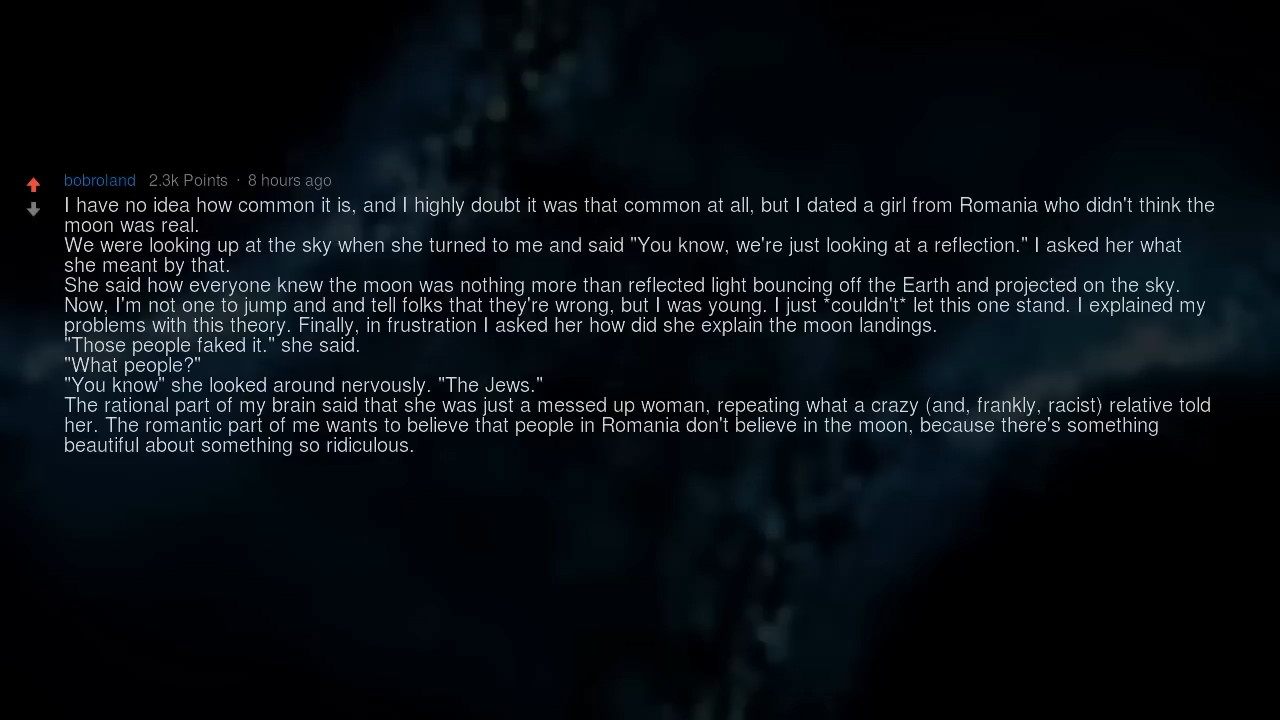 bobroland 2.3k Points · 8 hours ago
I have no idea how common it is, and I highly doubt it was that common at all, but I dated a girl from Romania who didn't think the
moon was real.
We were looking up at the sky when she turned to me and said "You know, we're just looking at a reflection." I asked her what
she meant by that.
She said how everyone knew the moon was nothing more than reflected light bouncing off the Earth and projected on the sky.
Now, I'm not one to jump and and tell folks that they're wrong, but I was young. I just *couldn't* let this one stand. I explained my
problems with this theory. Finally, in frustration I asked her how did she explain the moon landings.
"Those people faked it." she said.
"What people?"
"You know" she looked around nervously. "The Jews."
The rational part of my brain said that she was just a messed up woman, repeating what a crazy (and, frankly, racist) relative told
her. The romantic part of me wants to believe that people in Romania don't believe in the moon, because there's something
beautiful about something so ridiculous.